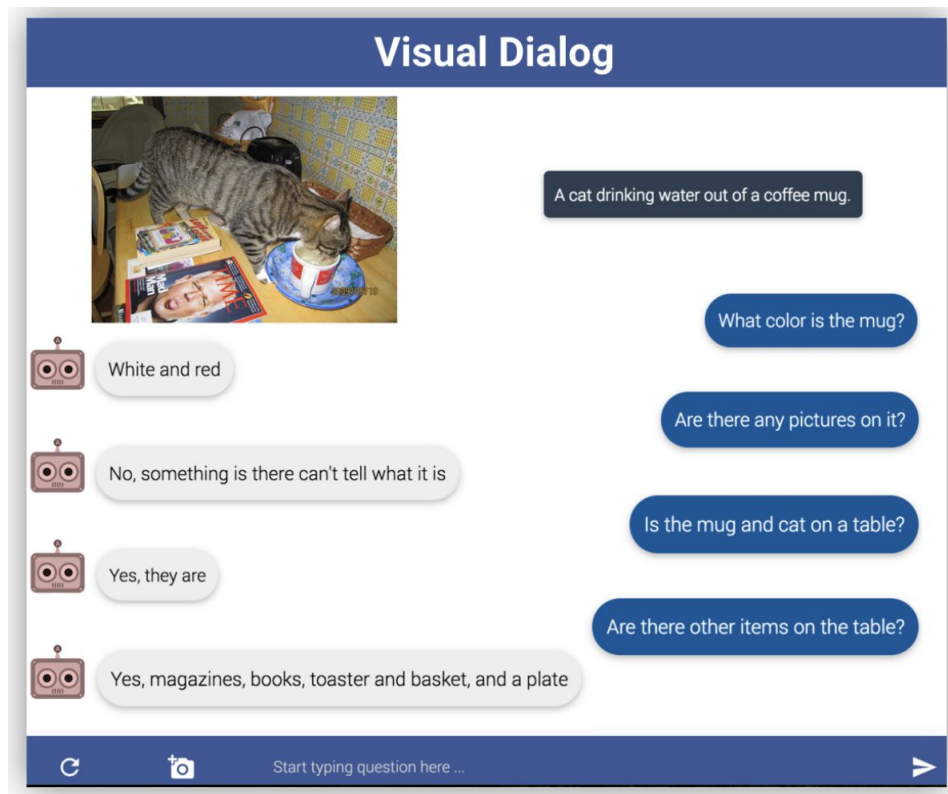 Visual Dialog
A cat drinking water out of a coffee mug.
What color is the mug?
White and red
Are there any pictures on it?
No, something is there can't tell what it is
Is the mug and cat on a table?
Yes, they are
Are there other items on the table?
Yes, magazines, books, toaster and basket, and a plate
Mad
Man
TIME
Start typing question here ...